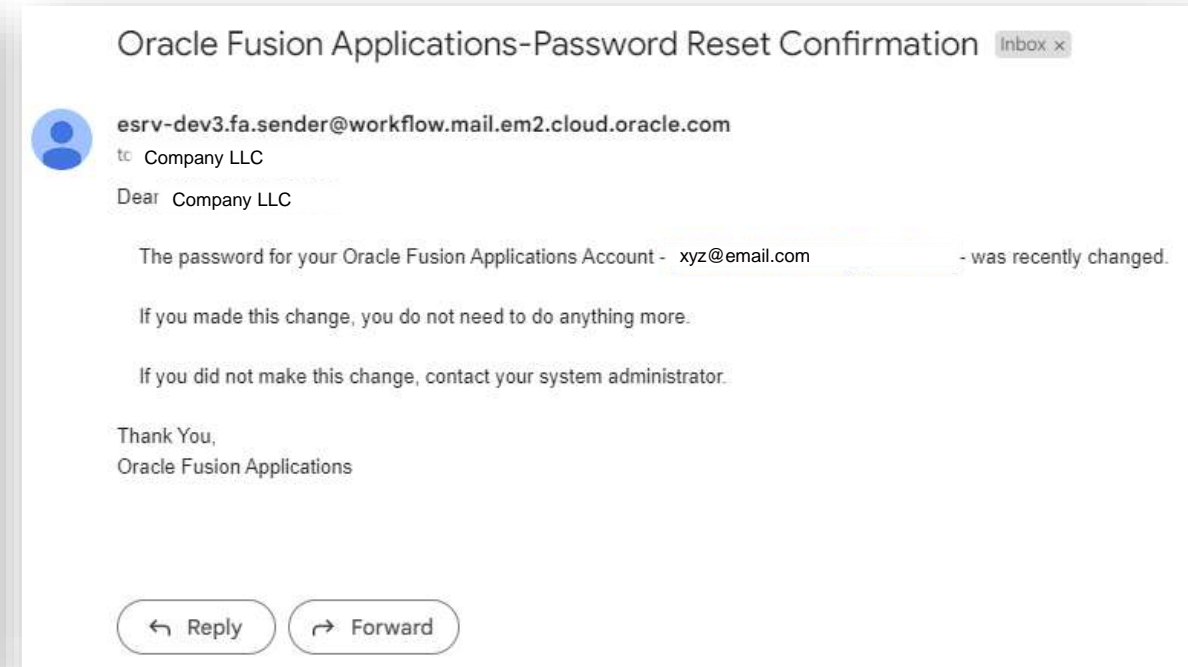 Oracle Fusion Applications-Password Reset Confirmation Inbox ×
esrv-dev3.fa.sender@workflow.mail.em2.cloud.oracle.com
to Company LLC
Dear Company LLC
The password for your Oracle Fusion Applications Account - xyz@email.com - was recently changed.
If you made this change, you do not need to do anything more.
If you did not make this change, contact your system administrator.
Thank You,
Oracle Fusion Applications
Reply Forward